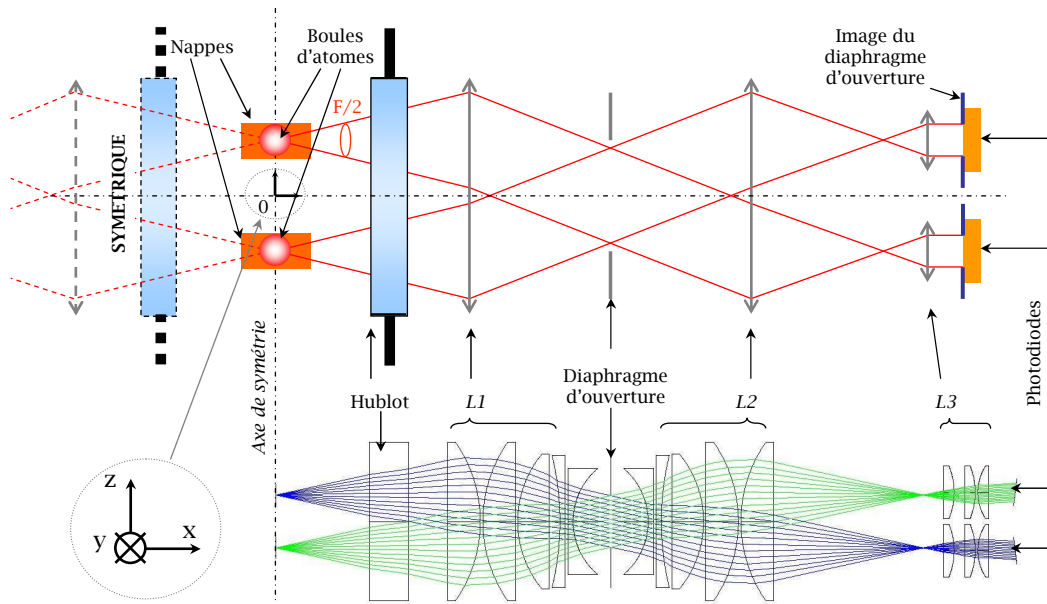 Nappes
Boules
d'atomes
Image du
diaphragme
d'ouverture
F/2
SYMETRIQUE
0
Axe de symétrie
Photodiodes
Hublot
L1
Diaphragme
d'ouverture
L2
L3
z
y
x